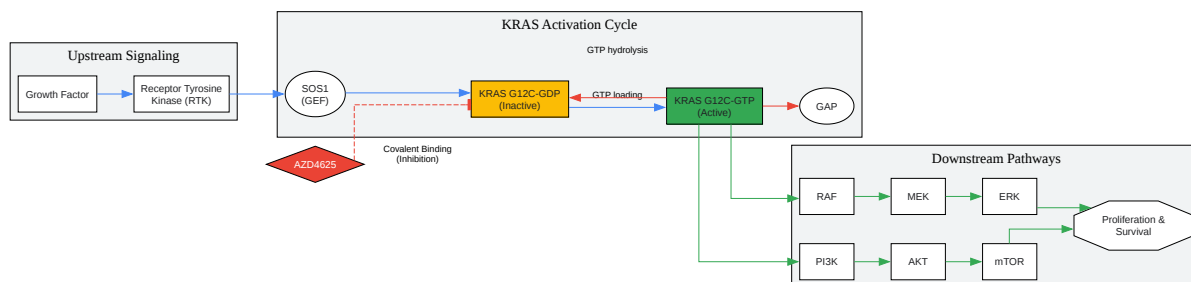 KRAS Activation Cycle
GTP hydrolysis
Upstream Signaling
Growth Factor
Receptor Tyrosine
Kinase (RTK)
SOS1
(GEF)
KRAS G12C-GDP
(Inactive)
GTP loading
KRAS G12C-GTP
(Active)
GAP
AZD4625
Covalent Binding
(Inhibition)
Downstream Pathways
RAF
MEK
ERK
Proliferation &
Survival
PI3K
AKT
mTOR